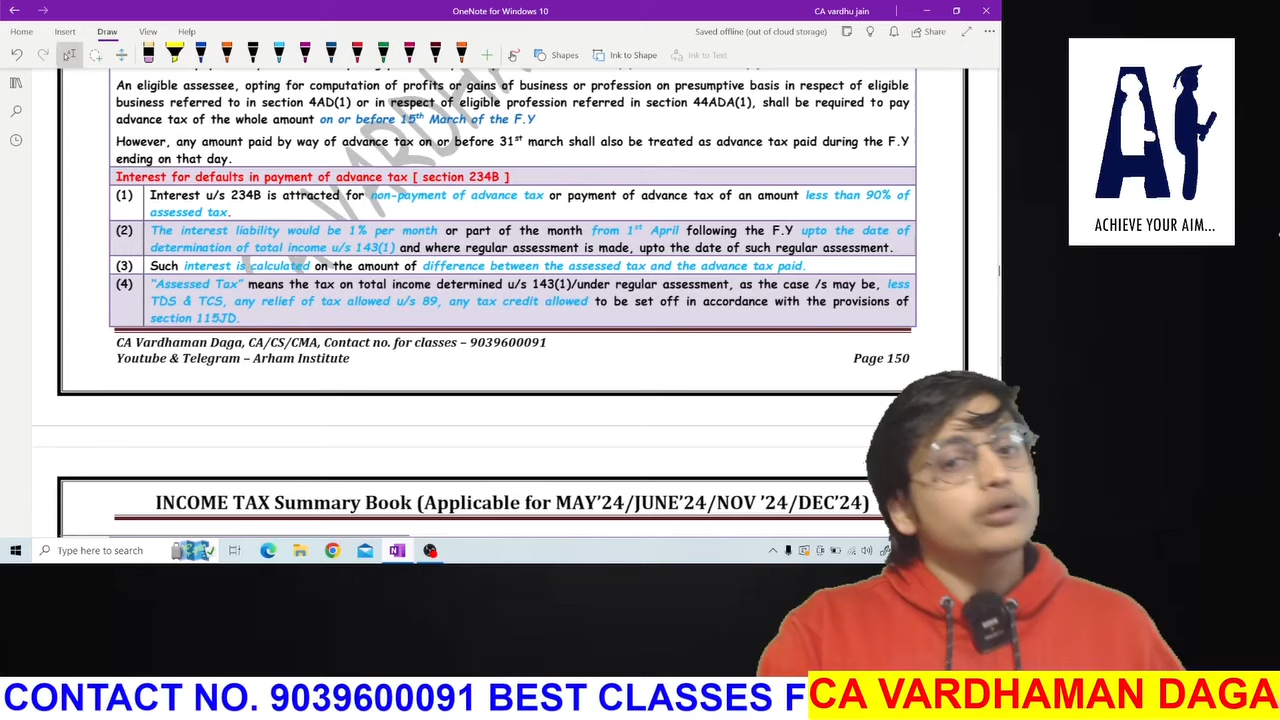 OneNote for Windows 10
CA vardhu jain
Home Insert Draw View Help
Saved offline (out of cloud storage)
Share
Shapes
Ink to Shape
Ink to Text
An eligible assessee, opting for computation of profits or gains of business or profession on presumptive basis in respect of eligible
business referred to in section 4AD(1) or in respect of eligible profession referred in section 44ADA(1), shall be required to pay
advance tax of the whole amount on or before 15th March of the F.Y
However, any amount paid by way of advance tax on or before 31st march shall also be treated as advance tax paid during the F.Y
ending on that day.
Interest for defaults in payment of advance tax [ section 234B ]
(1) Interest u/s 234B is attracted for non-payment of advance tax or payment of advance tax of an amount less than 90% of
assessed tax.
(2) The interest liability would be 1% per month or part of the month from 1st April following the F.Y upto the date of
determination of total income u/s 143(1) and where regular assessment is made, upto the date of such regular assessment.
(3) Such interest is calculated on the amount of difference between the assessed tax and the advance tax paid.
(4) "Assessed Tax" means the tax on total income determined u/s 143(1)/under regular assessment, as the case /s may be, less
TDS & TCS, any relief of tax allowed u/s 89, any tax credit allowed to be set off in accordance with the provisions of
section 115JD.
CA Vardhaman Daga, CA/CS/CMA, Contact no. for classes – 9039600091
Youtube & Telegram – Arham Institute
Page 150
INCOME TAX Summary Book (Applicable for MAY'24/JUNE'24/NOV '24/DEC'24)
Type here to search
ACHIEVE YOUR AIM...
CONTACT NO. 9039600091 BEST CLASSES F
CA VARDHAMAN DAGA